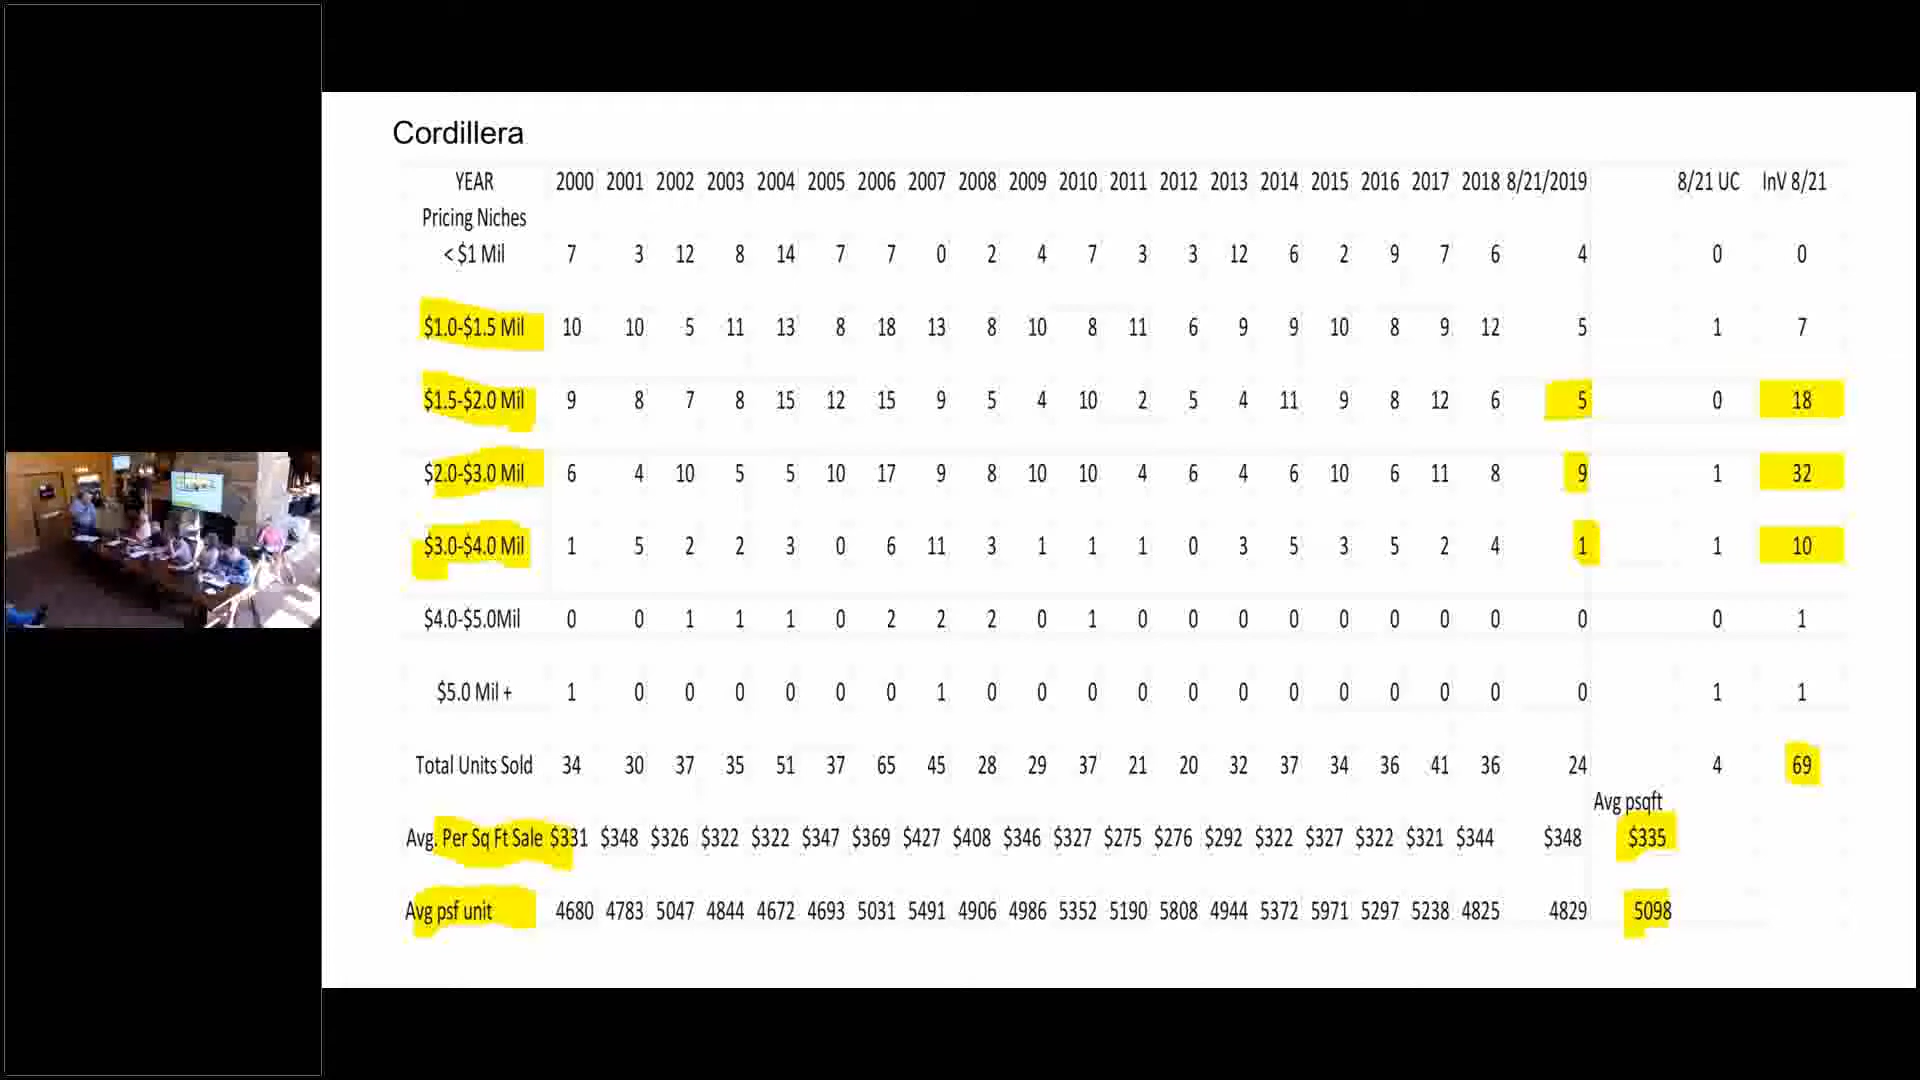 Cordillera
YEAR 2000 2001 2002 2003 2004 2005 2006 2007 2008 2009 2010 2011 2012 2013 2014 2015 2016 2017 2018 8/21/2019 8/21 UC InV 8/21
Pricing Niches
< $1 Mil 7 3 12 8 14 7 7 0 2 4 7 3 3 12 6 2 9 7 6 4 0 0
$1.0-$1.5 Mil 10 10 5 11 13 8 18 13 8 10 8 11 6 9 9 10 8 9 12 5 1 7
$1.5-$2.0 Mil 9 8 7 8 15 12 15 9 5 4 10 2 5 4 11 9 8 12 6 5 0 18
$2.0-$3.0 Mil 6 4 10 5 5 10 17 9 8 10 10 4 6 4 6 10 6 11 8 9 1 32
$3.0-$4.0 Mil 1 5 2 2 3 0 6 11 3 1 1 1 0 3 5 3 5 2 4 1 1 10
$4.0-$5.0Mil 0 0 1 1 1 0 2 2 2 0 1 0 0 0 0 0 0 0 0 0 0 1
$5.0 Mil + 1 0 0 0 0 0 0 1 0 0 0 0 0 0 0 0 0 0 0 0 1 1
Total Units Sold 34 30 37 35 51 37 65 45 28 29 37 21 20 32 37 34 36 41 36 24 4 69
Avg psqft
Avg. Per Sq Ft Sale $331 $348 $326 $322 $322 $347 $369 $427 $408 $346 $327 $275 $276 $292 $322 $327 $322 $321 $344 $348 $335
Avg psf unit 4680 4783 5047 4844 4672 4693 5031 5491 4906 4986 5352 5190 5808 4944 5372 5971 5297 5238 4825 4829 5098